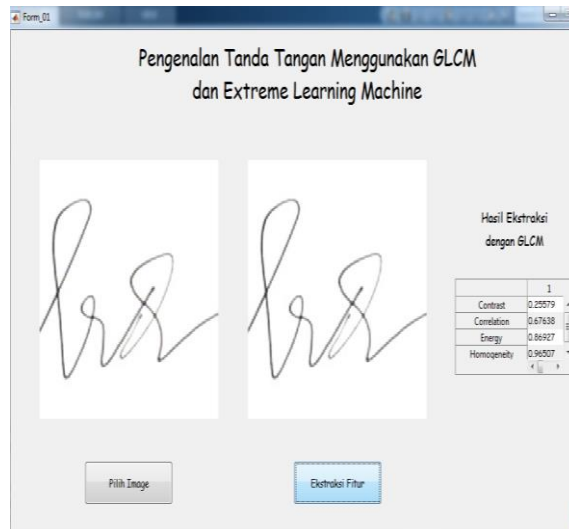 Form_01
Pengenalan Tanda Tangan Menggunakan GLCM
dan Extreme Learning Machine
Hasil Ekstraksi
dengan GLCM
1
Contrast 0.25579
Correlation 0.67638
Energy 0.86927
Homogeneity 0.96507
Pilih Image
Ekstraksi Fitur